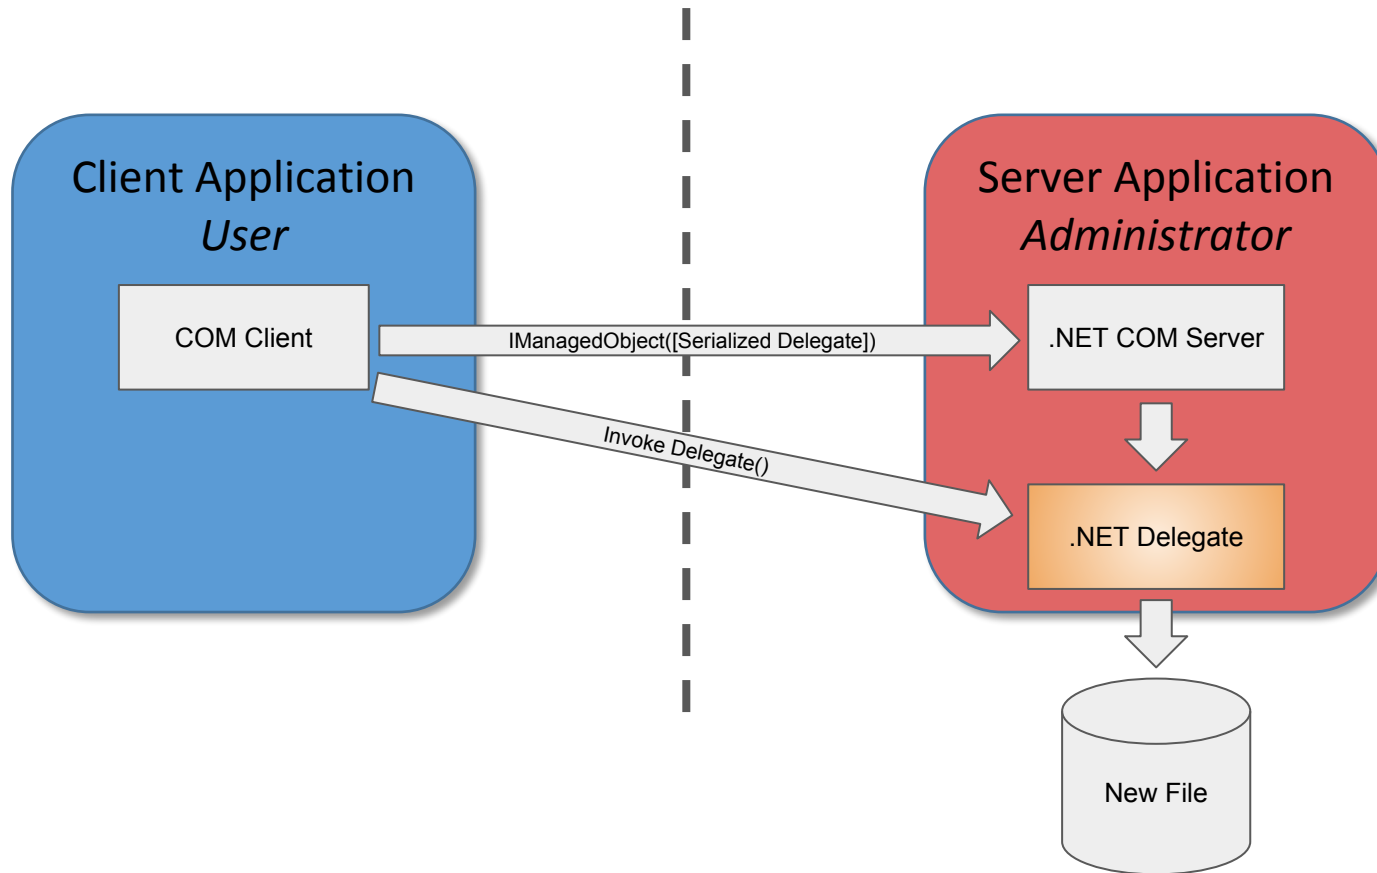 Client Application
User
COM Client
IManagedObject([Serialized Delegate])
Invoke Delegate()
Server Application
Administrator
.NET COM Server
.NET Delegate
New File